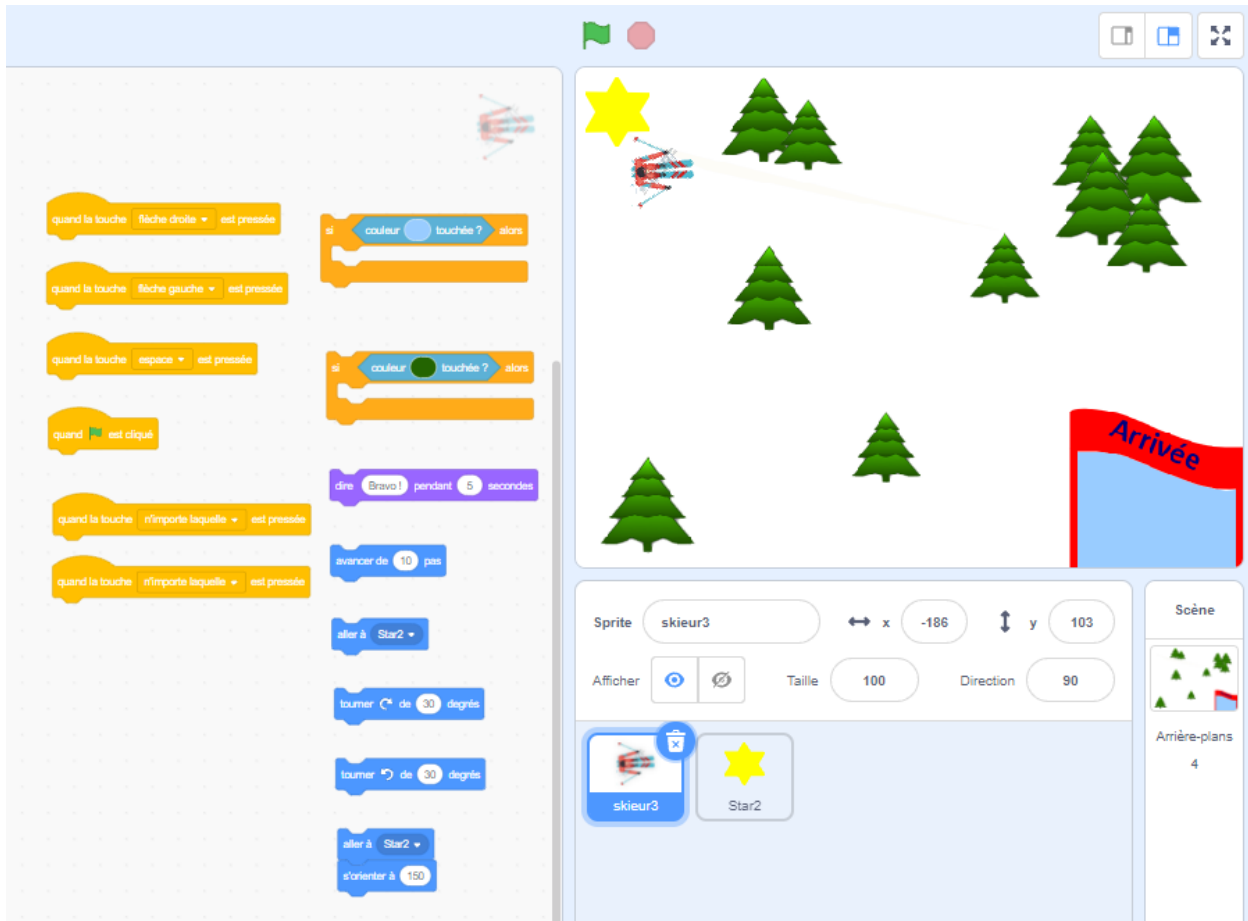 quand la touche flèche droite est pressée
quand la touche flèche gauche est pressée
quand la touche espace est pressée
quand est cliqué
quand la touche n'importe laquelle est pressée
quand la touche n'importe laquelle est pressée
si couleur touchée ? alors
si couleur touchée ? alors
dire Bravo ! pendant 5 secondes
avancer de 10 pas
aller à Star2
tourner de 30 degrés
tourner de 30 degrés
aller à Star2
s'orienter à 150
Arrivée
Sprite skieur3 x -186 y 103
Afficher Taille 100 Direction 90
skieur3
Star2
Scène
Arrière-plans
4